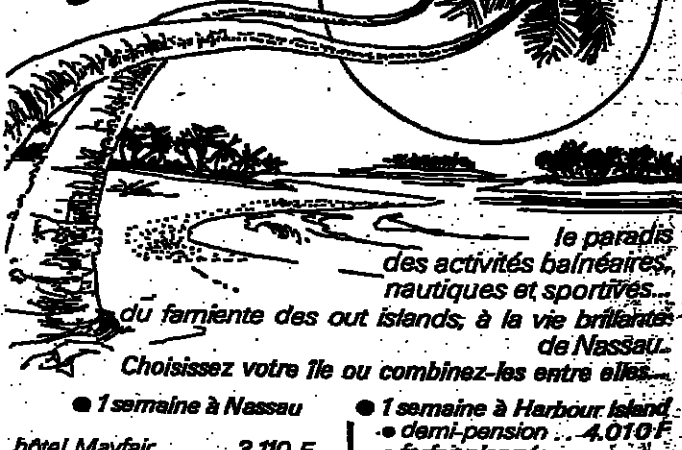 le paradis
des activités balnéaires,
nautiques et sportives...
du farniente des out islands, à la vie brillante
de Nassau.
Choisissez votre île ou combinez-les entre elles...
● 1 semaine à Nassau
hôtel Mayfair 3.110 F
● 1 semaine à Harbour Island
• demi-pension . . 4.010 F